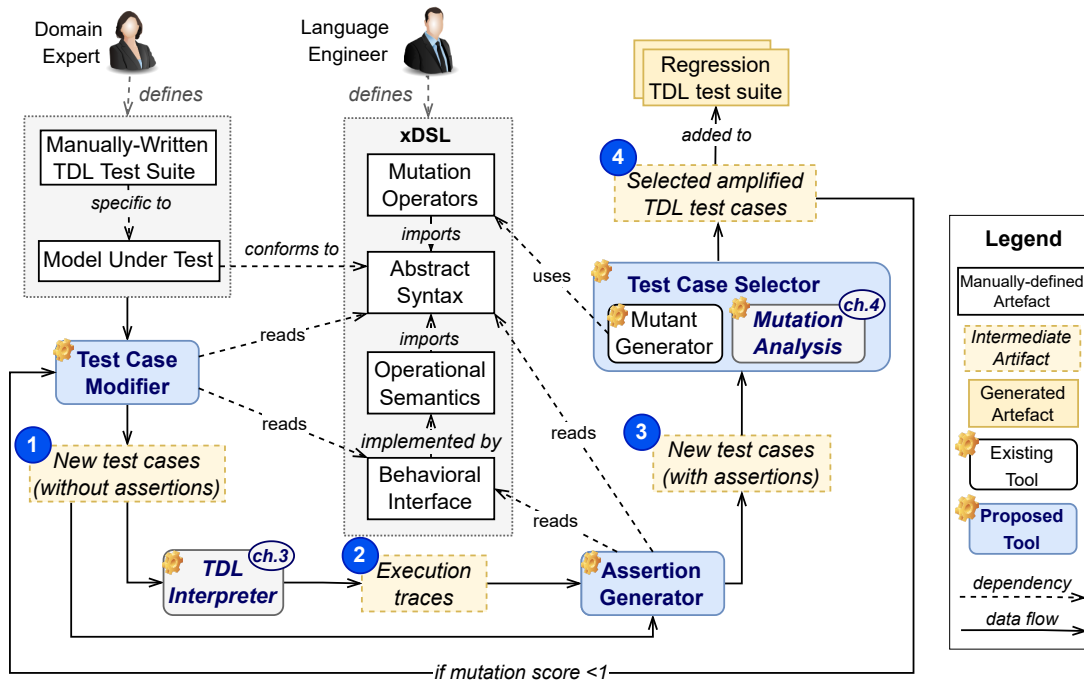 Domain
Expert
Language
Engineer
defines
defines
Manually-Written
TDL Test Suite
specific to
Model Under Test
conforms to
xDSL
Mutation
Operators
imports
Abstract
Syntax
imports
Operational
Semantics
implemented by
Behavioral
Interface
Regression
TDL test suite
added to
4
Selected amplified
TDL test cases
uses
Test Case Selector
Mutant
Generator
ch.4
Mutation
Analysis
reads
reads
reads
reads
Test Case
Modifier
1
New test cases
(without assertions)
3
New test cases
(with assertions)
ch.3
TDL
Interpreter
2
Execution
traces
Assertion
Generator
if mutation score <1
Legend
Manually-defined
Artefact
Intermediate
Artifact
Generated
Artefact
Existing
Tool
Proposed
Tool
dependency
data flow